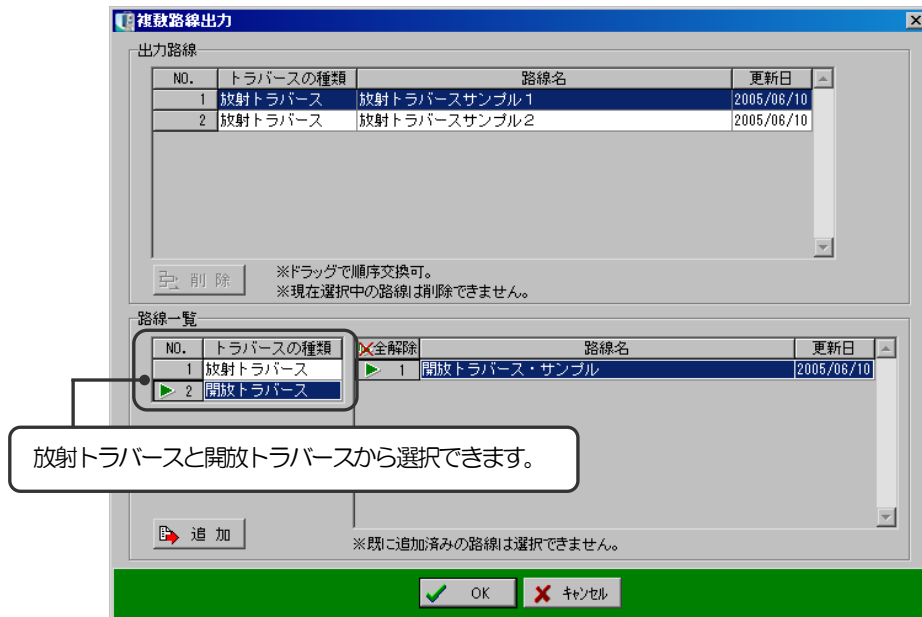 複数路線出力
出力路線
NO. トラバースの種類 路線名 更新日
1 放射トラバース 放射トラバースサンプル1 2005/06/10
2 放射トラバース 放射トラバースサンプル2 2005/06/10
削 除
※ドラッグで順序交換可。
※現在選択中の路線は削除できません。
路線一覧
NO. トラバースの種類
1 放射トラバース
2 開放トラバース
全解除 路線名 更新日
1 開放トラバース・サンプル 2005/06/10
放射トラバースと開放トラバースから選択できます。
追 加
※既に追加済みの路線は選択できません。
OK キャンセル